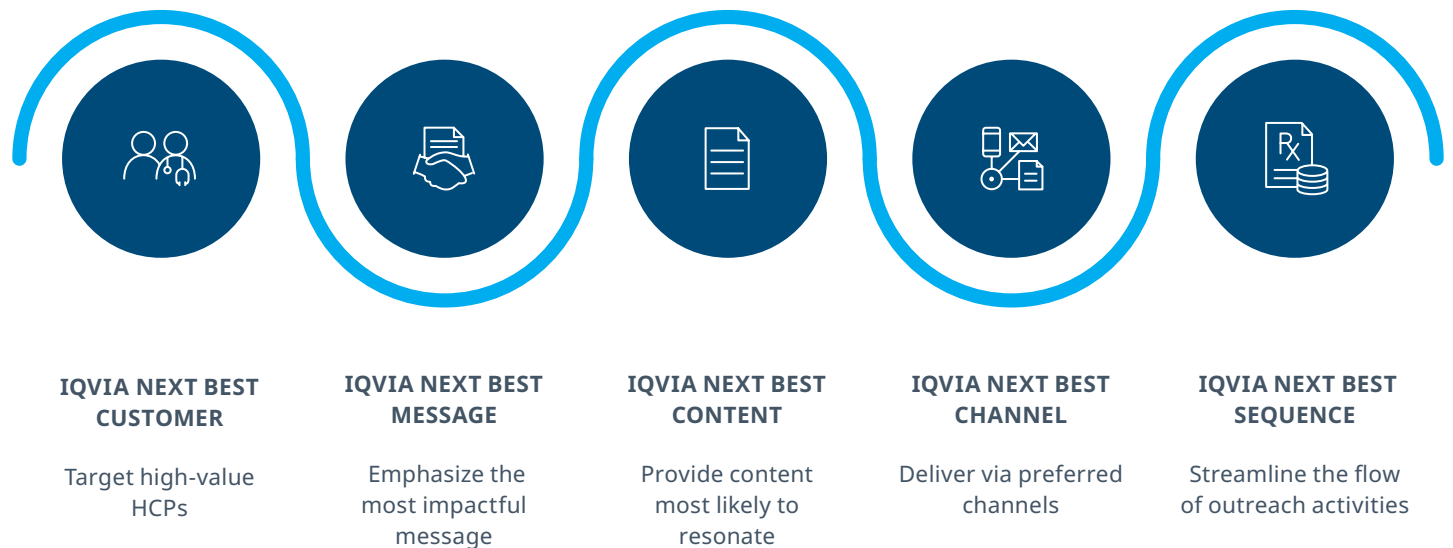 Rx
IQVIA NEXT BEST
CUSTOMER
Target high-value
HCPs
IQVIA NEXT BEST
MESSAGE
Emphasize the
most impactful
message
IQVIA NEXT BEST
CONTENT
Provide content
most likely to
resonate
IQVIA NEXT BEST
CHANNEL
Deliver via preferred
channels
IQVIA NEXT BEST
SEQUENCE
Streamline the flow
of outreach activities